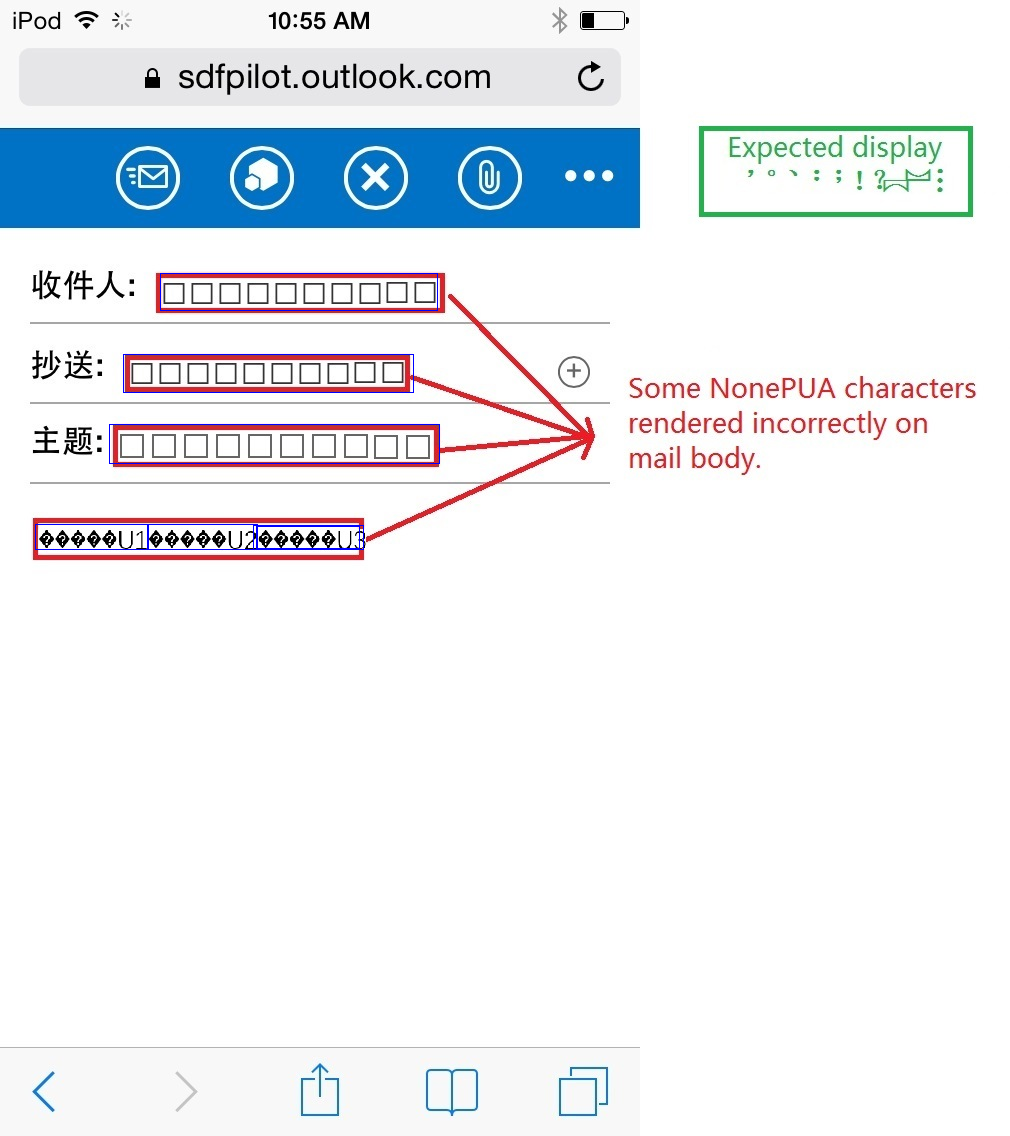 iPod 10:55 AM
sdfpilot.outlook.com
Expected display
收件人: □□□□□□□□□□
抄送: □□□□□□□□□□
主题: □□□□□□□□□□
Some NonePUA characters
rendered incorrectly on
mail body.
�����U1�����U2�����U3